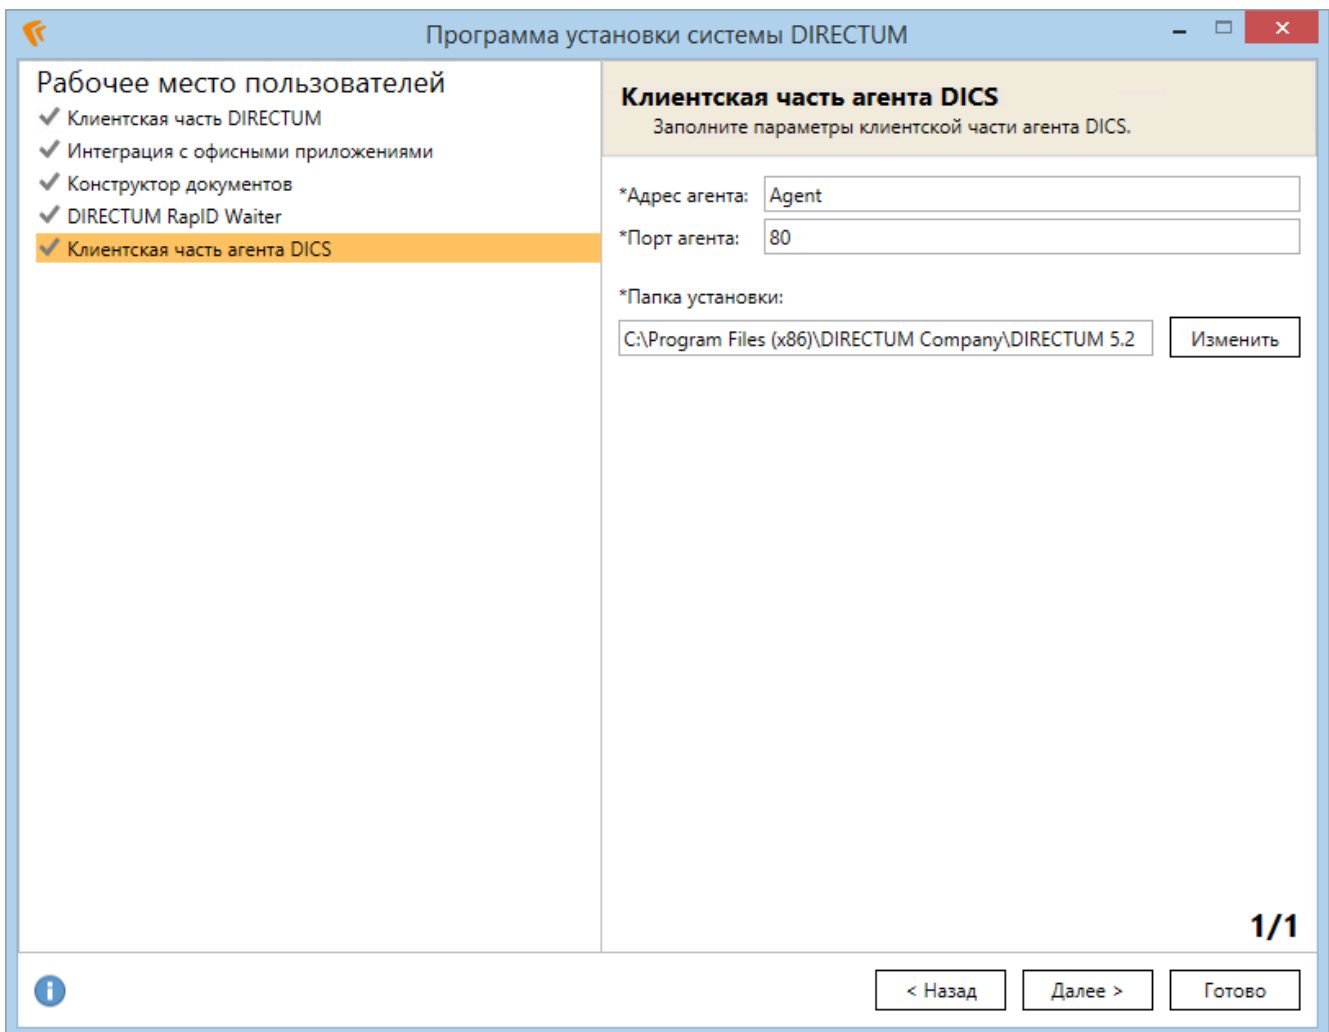 Программа установки системы DIRECTUM
Рабочее место пользователей
Клиентская часть DIRECTUM
Интеграция с офисными приложениями
Конструктор документов
DIRECTUM RapID Waiter
Клиентская часть агента DICS
Клиентская часть агента DICS
Заполните параметры клиентской части агента DICS.
*Адрес агента: Agent
*Порт агента: 80
*Папка установки:
C:\Program Files (x86)\DIRECTUM Company\DIRECTUM 5.2 Изменить
1/1
< Назад Далее > Готово